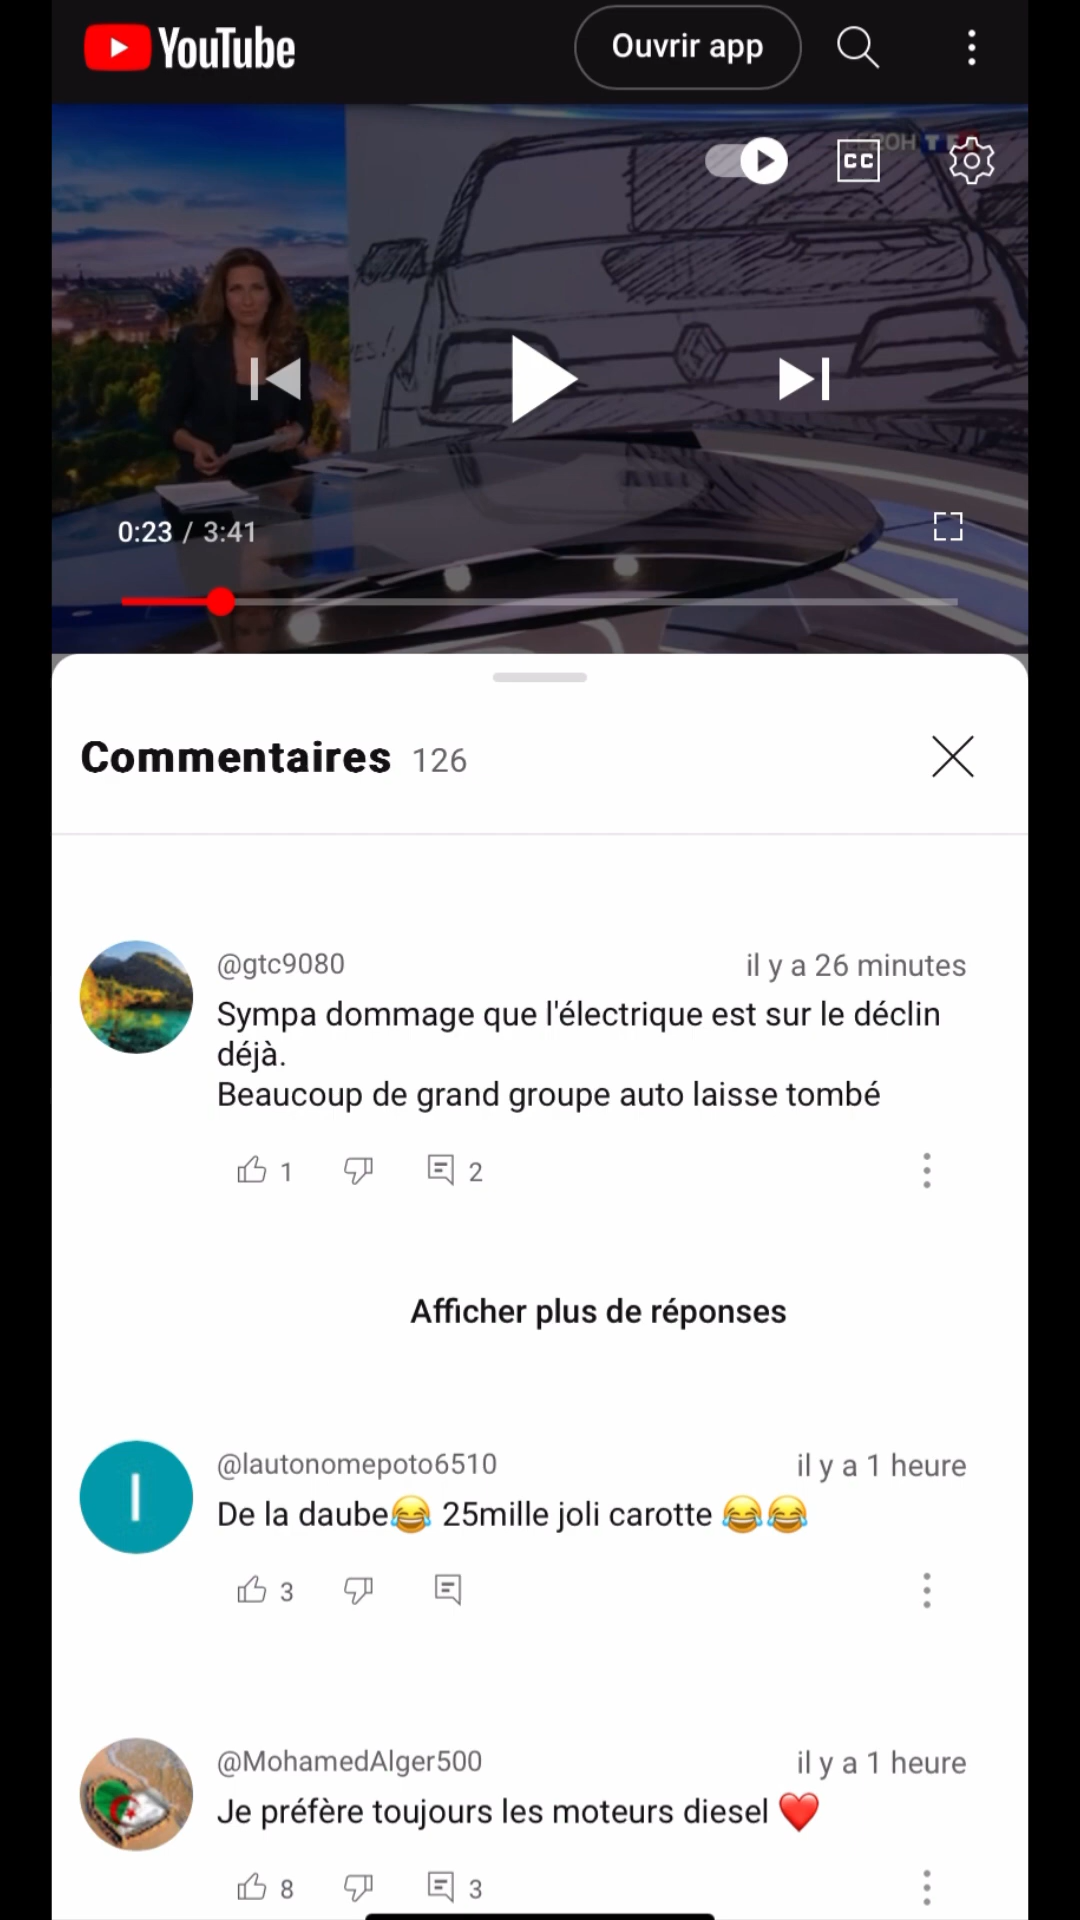 YouTube
Ouvrir app
LE 20H TF1
CC
0:23 / 3:41
Commentaires 126
@gtc9080 il y a 26 minutes
Sympa dommage que l'électrique est sur le déclin
déjà.
Beaucoup de grand groupe auto laisse tombé
1 2
Afficher plus de réponses
l
@lautonomepoto6510 il y a 1 heure
De la daube😂 25mille joli carotte 😂😂
3
@MohamedAlger500 il y a 1 heure
Je préfère toujours les moteurs diesel ❤️
8 3